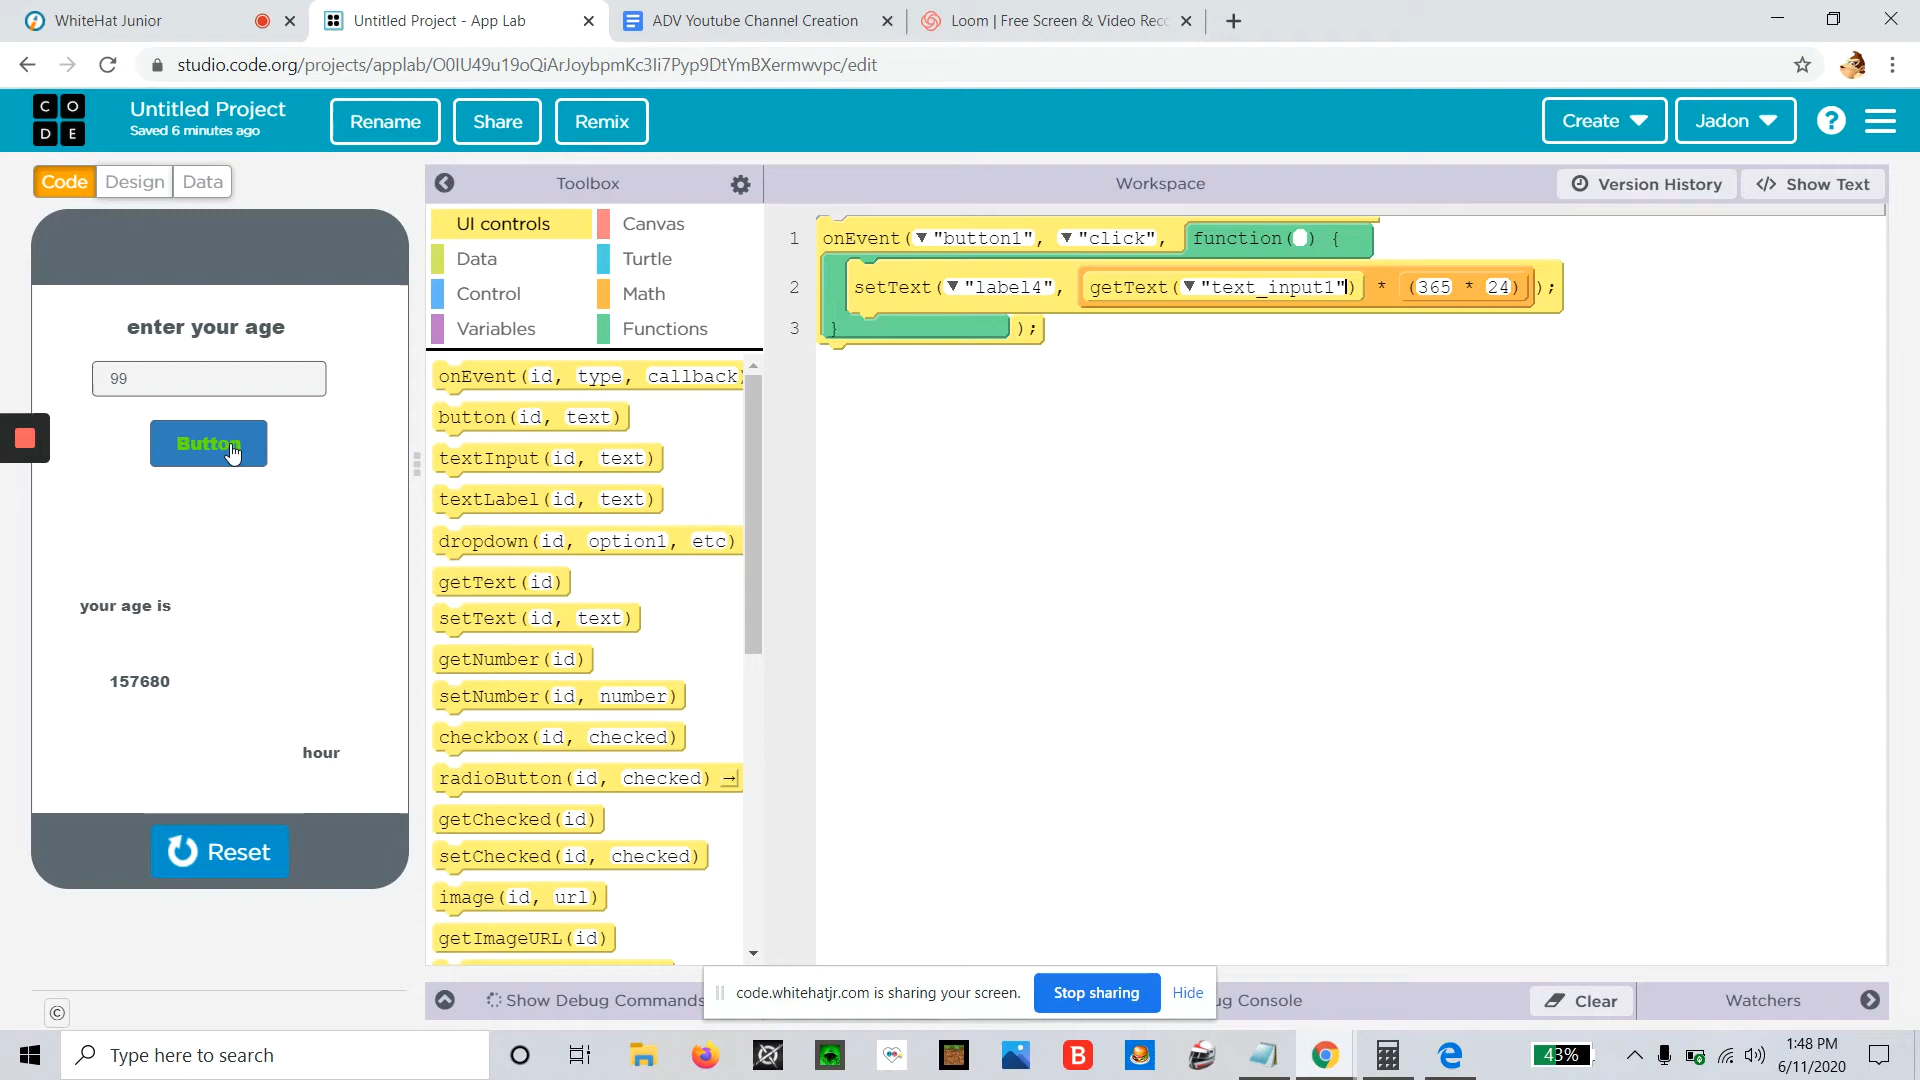 WhiteHat Junior
Untitled Project - App Lab
ADV Youtube Channel Creation
Loom | Free Screen & Video Rec
studio.code.org/projects/applab/O0IU49u19oQiArJoybpmKc3Ii7Pyp9DtYmBXermwvpc/edit
CODE
Untitled Project
Saved 6 minutes ago
Rename
Share
Remix
Create
Jadon
?
Code
Design
Data
Toolbox
Workspace
Version History
</> Show Text
UI controls
Canvas
Data
Turtle
Control
Math
Variables
Functions
onEvent(id, type, callback)
button(id, text)
textInput(id, text)
textLabel(id, text)
dropdown(id, option1, etc)
getText(id)
setText(id, text)
getNumber(id)
setNumber(id, number)
checkbox(id, checked)
radioButton(id, checked)
getChecked(id)
setChecked(id, checked)
image(id, url)
getImageURL(id)
1 onEvent("button1", "click", function() {
2 setText("label4", getText("text_input1") * (365 * 24));
3 } );
enter your age
99
Button
your age is
157680
hour
Reset
©
Show Debug Commands
code.whitehatjr.com is sharing your screen.
Stop sharing
Hide
ug Console
Clear
Watchers
Type here to search
B
43%
1:48 PM
6/11/2020